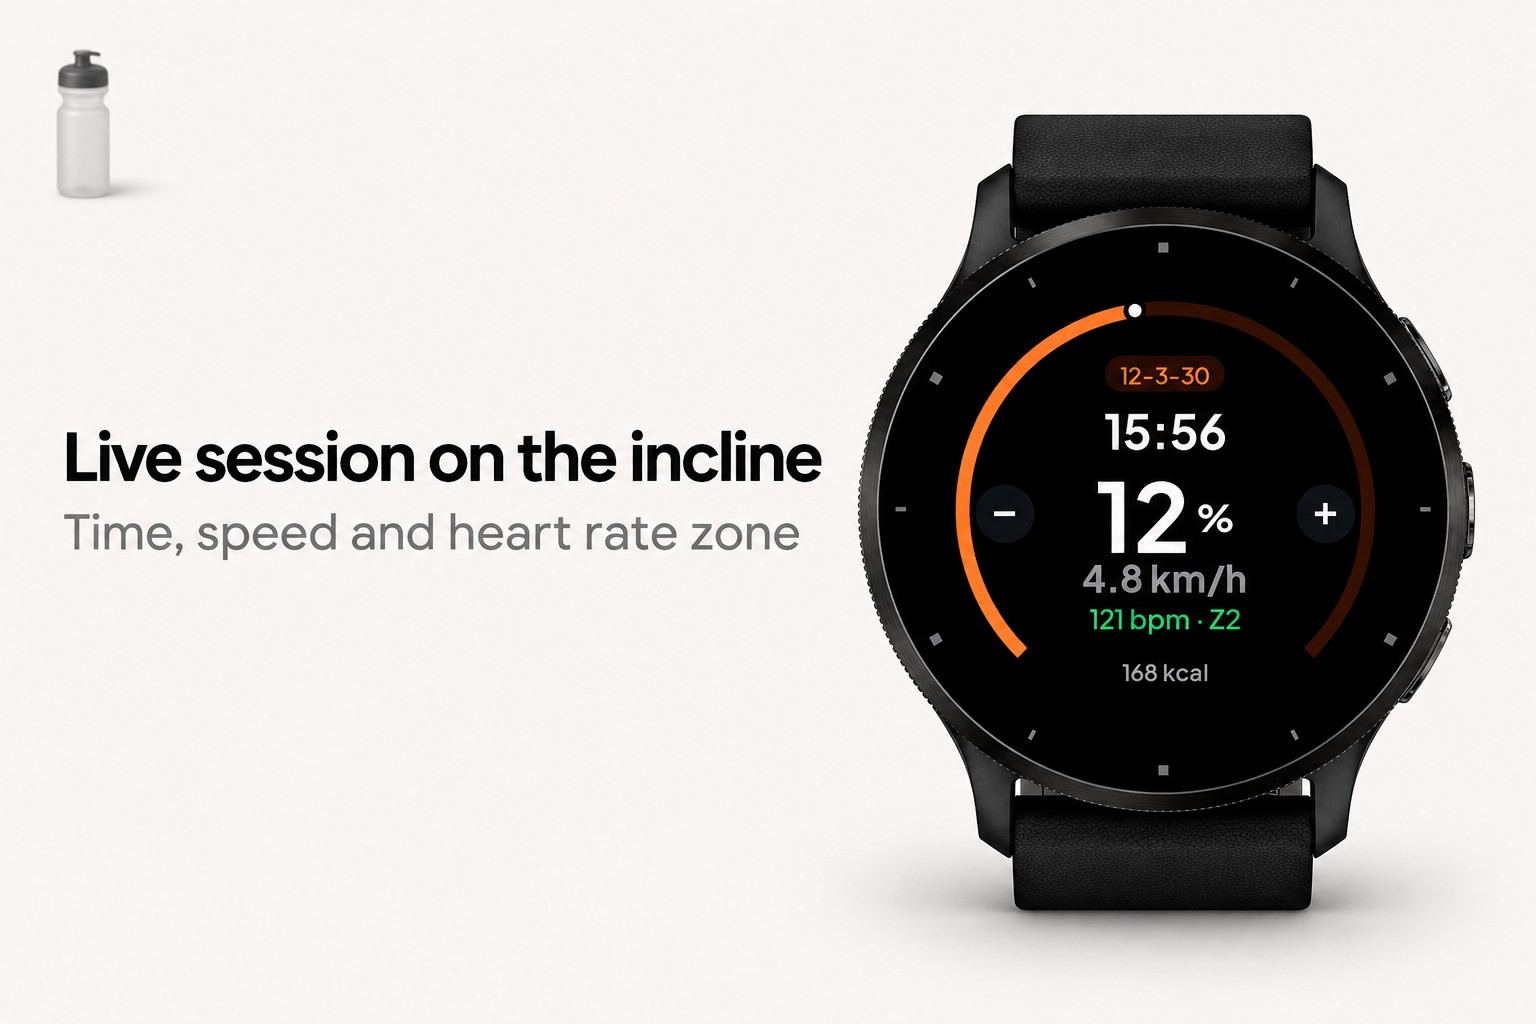 Live session on the incline
Time, speed and heart rate zone
12-3-30
15:56
12 %
− +
4.8 km/h
121 bpm · Z2
168 kcal